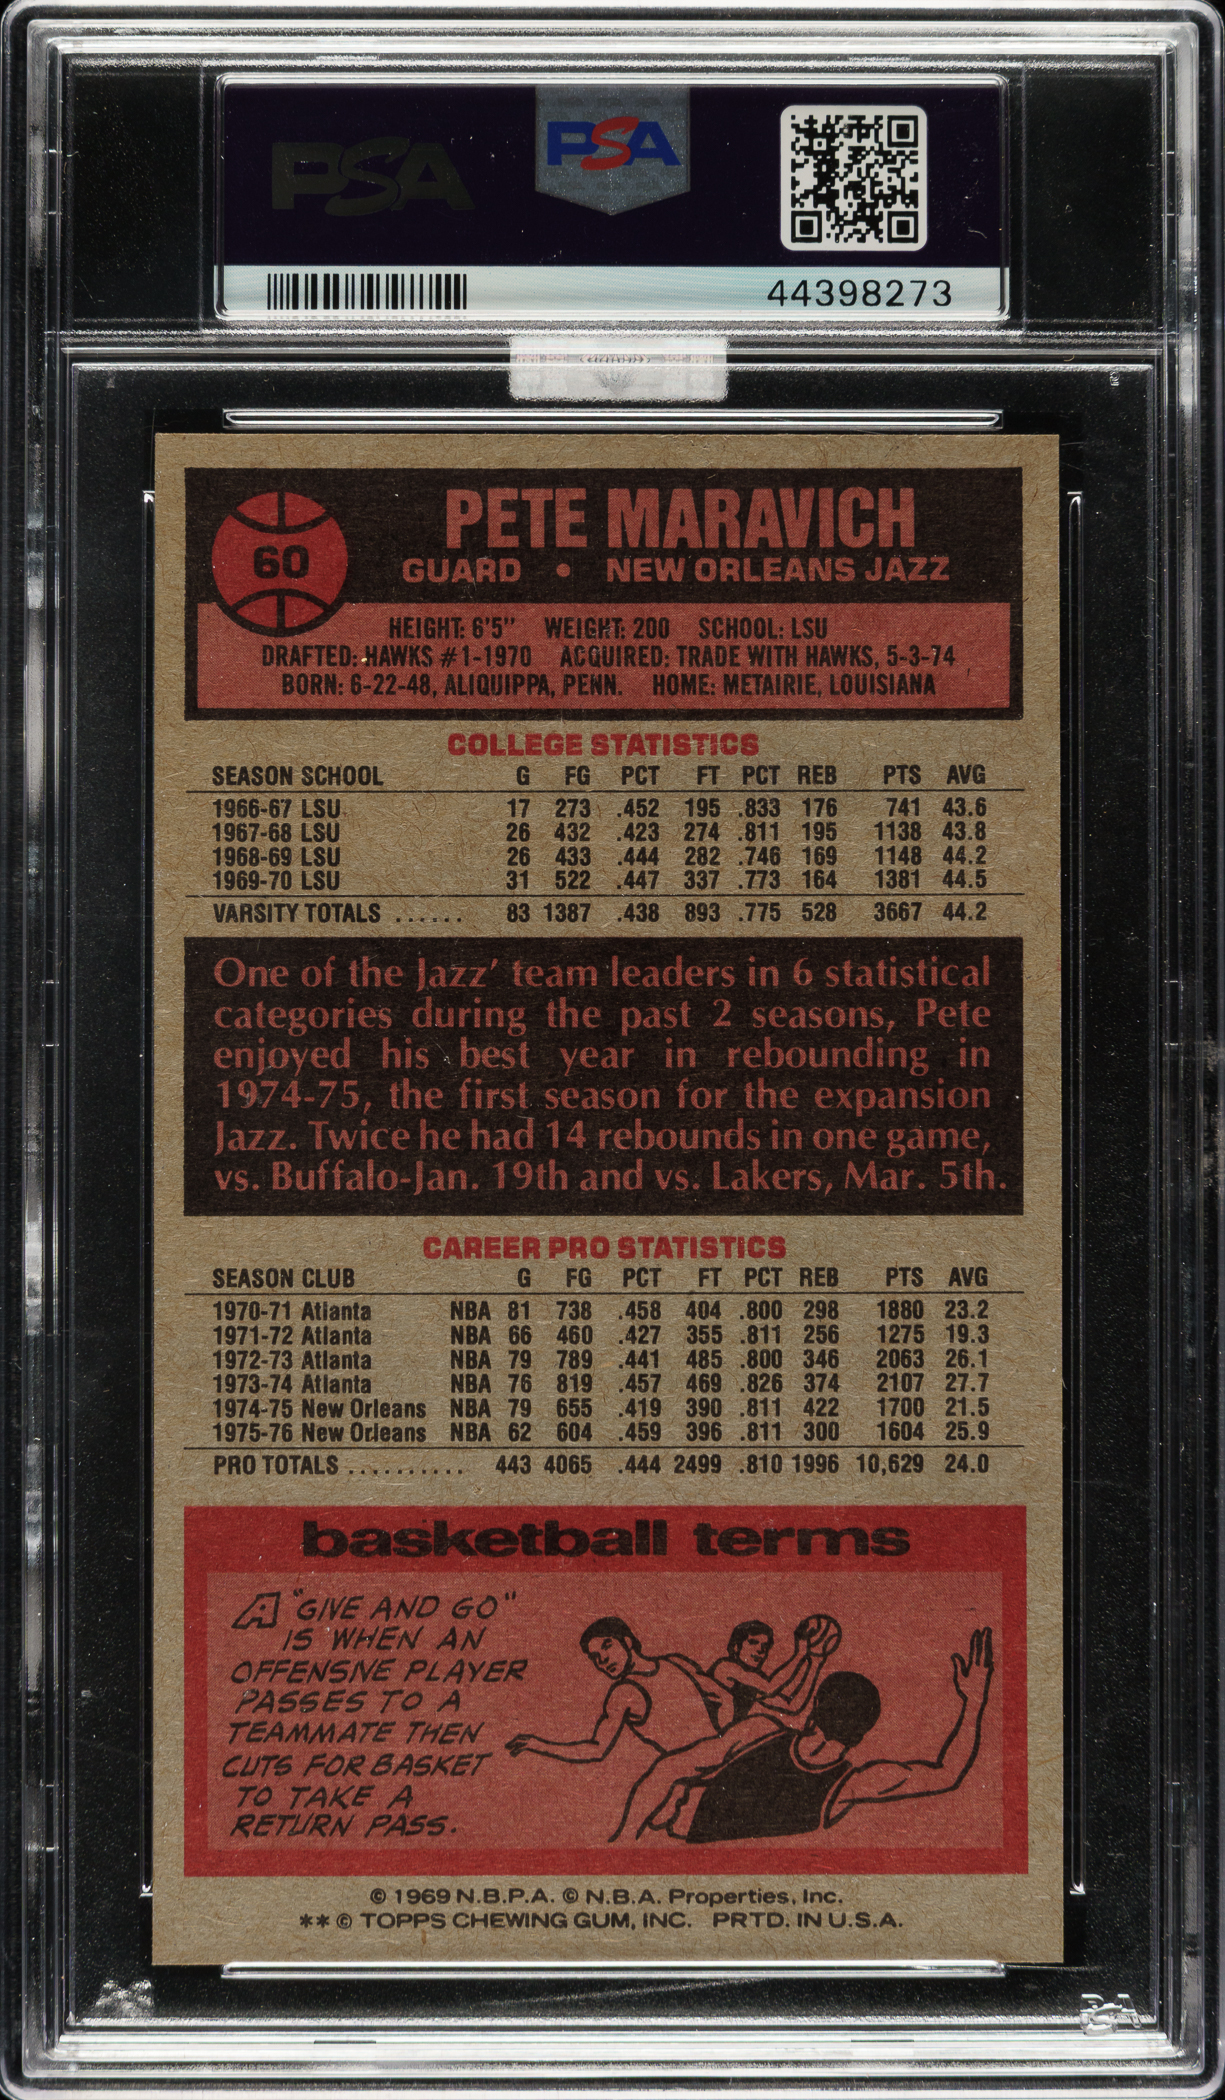 PSA
PSA
44398273
60
PETE MARAVICH
GUARD • NEW ORLEANS JAZZ
HEIGHT: 6'5" WEIGHT: 200 SCHOOL: LSU
DRAFTED: HAWKS #1-1970 ACQUIRED: TRADE WITH HAWKS, 5-3-74
BORN: 6-22-48, ALIQUIPPA, PENN. HOME: METAIRIE, LOUISIANA
COLLEGE STATISTICS
SEASON SCHOOL G FG PCT FT PCT REB PTS AVG
1966-67 LSU 17 273 .452 195 .833 176 741 43.6
1967-68 LSU 26 432 .423 274 .811 195 1138 43.8
1968-69 LSU 26 433 .444 282 .746 169 1148 44.2
1969-70 LSU 31 522 .447 337 .773 164 1381 44.5
VARSITY TOTALS ...... 83 1387 .438 893 .775 528 3667 44.2
One of the Jazz' team leaders in 6 statistical
categories during the past 2 seasons, Pete
enjoyed his best year in rebounding in
1974-75, the first season for the expansion
Jazz. Twice he had 14 rebounds in one game,
vs. Buffalo-Jan. 19th and vs. Lakers, Mar. 5th.
CAREER PRO STATISTICS
SEASON CLUB G FG PCT FT PCT REB PTS AVG
1970-71 Atlanta NBA 81 738 .458 404 .800 298 1880 23.2
1971-72 Atlanta NBA 66 460 .427 355 .811 256 1275 19.3
1972-73 Atlanta NBA 79 789 .441 485 .800 346 2063 26.1
1973-74 Atlanta NBA 76 819 .457 469 .826 374 2107 27.7
1974-75 New Orleans NBA 79 655 .419 390 .811 422 1700 21.5
1975-76 New Orleans NBA 62 604 .459 396 .811 300 1604 25.9
PRO TOTALS .......... 443 4065 .444 2499 .810 1996 10,629 24.0
basketball terms
A "GIVE AND GO"
IS WHEN AN
OFFENSIVE PLAYER
PASSES TO A
TEAMMATE THEN
CUTS FOR BASKET
TO TAKE A
RETURN PASS.
© 1969 N.B.P.A. © N.B.A. Properties, Inc.
** © TOPPS CHEWING GUM, INC. PRTD. IN U.S.A.
PSA